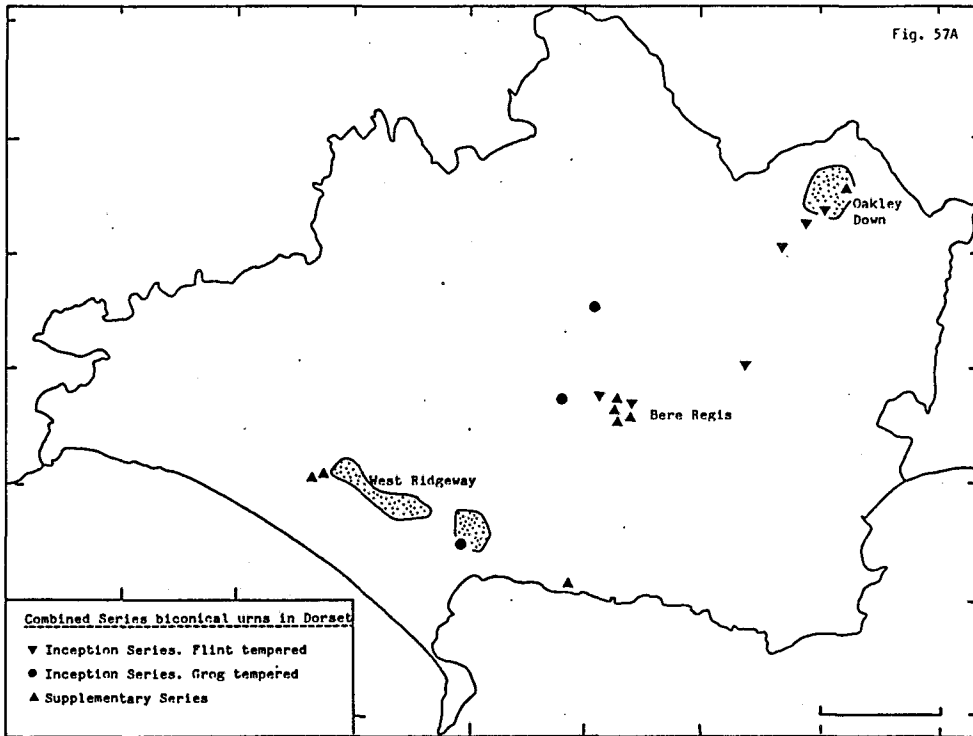 Fig. 57A
Oakley
Down
Bere Regis
West Ridgeway
Combined Series biconical urns in Dorset
▼ Inception Series. Flint tempered
● Inception Series. Grog tempered
▲ Supplementary Series